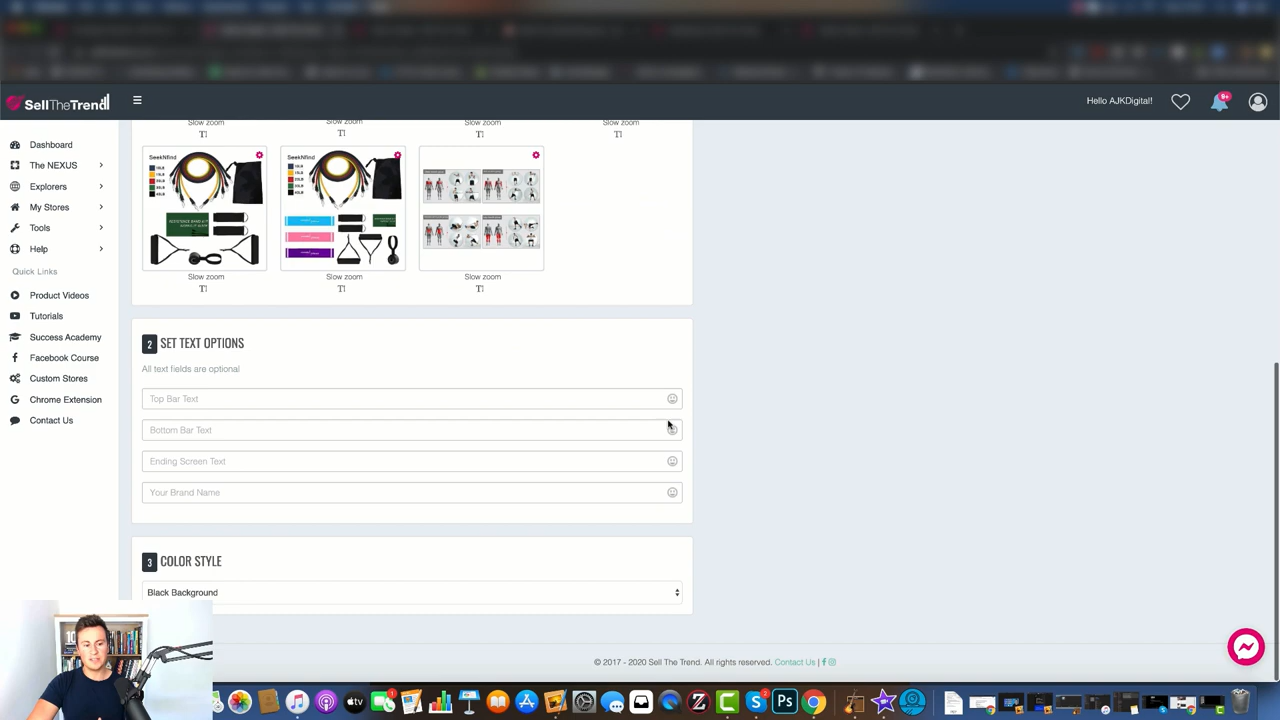 SellTheTrend
Hello AJKDigital!
9+
Dashboard
The NEXUS
Explorers
My Stores
Tools
Help
Quick Links
Product Videos
Tutorials
Success Academy
Facebook Course
Custom Stores
Chrome Extension
Contact Us
Slow zoom Slow zoom Slow zoom Slow zoom
SeekNfind SeekNfind
Slow zoom Slow zoom Slow zoom
2 SET TEXT OPTIONS
All text fields are optional
Top Bar Text
Bottom Bar Text
Ending Screen Text
Your Brand Name
3 COLOR STYLE
Black Background
© 2017 - 2020 Sell The Trend. All rights reserved. Contact Us |